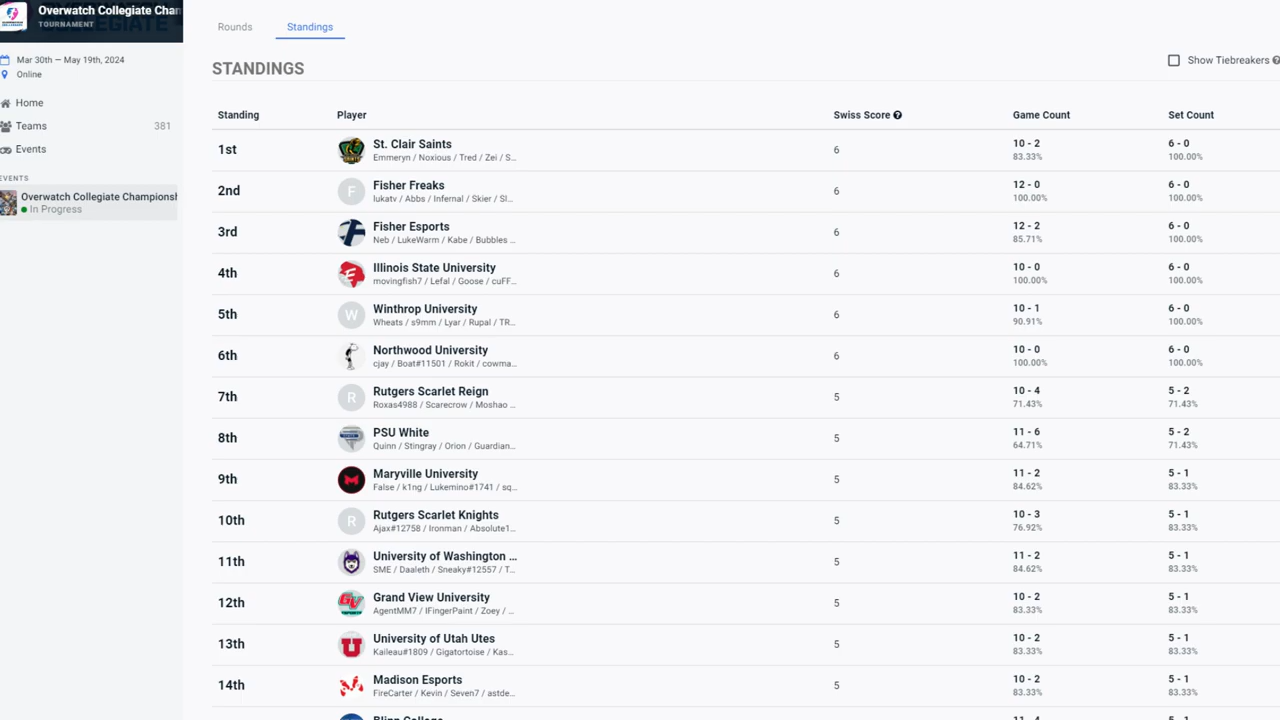 Overwatch Collegiate Cham
TOURNAMENT
Mar 30th — May 19th, 2024
Online
Home
Teams 381
Events
EVENTS
Overwatch Collegiate Championsh
In Progress
Rounds Standings
STANDINGS
Show Tiebreakers ?
Standing Player Swiss Score ? Game Count Set Count
1st St. Clair Saints 6 10 - 2 6 - 0
Emmeryn / Noxious / Tred / Zei / S... 83.33% 100.00%
2nd F Fisher Freaks 6 12 - 0 6 - 0
lukatv / Abbs / Infernal / Skier / Sl... 100.00% 100.00%
3rd Fisher Esports 6 12 - 2 6 - 0
Neb / LukeWarm / Kabe / Bubbles ... 85.71% 100.00%
4th Illinois State University 6 10 - 0 6 - 0
movingfish7 / Lefal / Goose / cuFF... 100.00% 100.00%
5th W Winthrop University 6 10 - 1 6 - 0
Wheats / s9mm / Lyar / Rupal / TR... 90.91% 100.00%
6th Northwood University 6 10 - 0 6 - 0
cjay / Boat#11501 / Rokit / cowma... 100.00% 100.00%
7th R Rutgers Scarlet Reign 5 10 - 4 5 - 2
Roxas4988 / Scarecrow / Moshao ... 71.43% 71.43%
8th PSU White 5 11 - 6 5 - 2
Quinn / Stingray / Orion / Guardian... 64.71% 71.43%
9th Maryville University 5 11 - 2 5 - 1
False / k1ng / Lukemino#1741 / sq... 84.62% 83.33%
10th R Rutgers Scarlet Knights 5 10 - 3 5 - 1
Ajax#12758 / Ironman / Absolute1... 76.92% 83.33%
11th University of Washington ... 5 11 - 2 5 - 1
SME / Daaleth / Sneaky#12557 / T... 84.62% 83.33%
12th GV Grand View University 5 10 - 2 5 - 1
AgentMM7 / IFingerPaint / Zoey / ... 83.33% 83.33%
13th U University of Utah Utes 5 10 - 2 5 - 1
Kaileau#1809 / Gigatortoise / Kas... 83.33% 83.33%
14th Madison Esports 5 10 - 2 5 - 1
FireCarter / Kevin / Seven7 / astde... 83.33% 83.33%